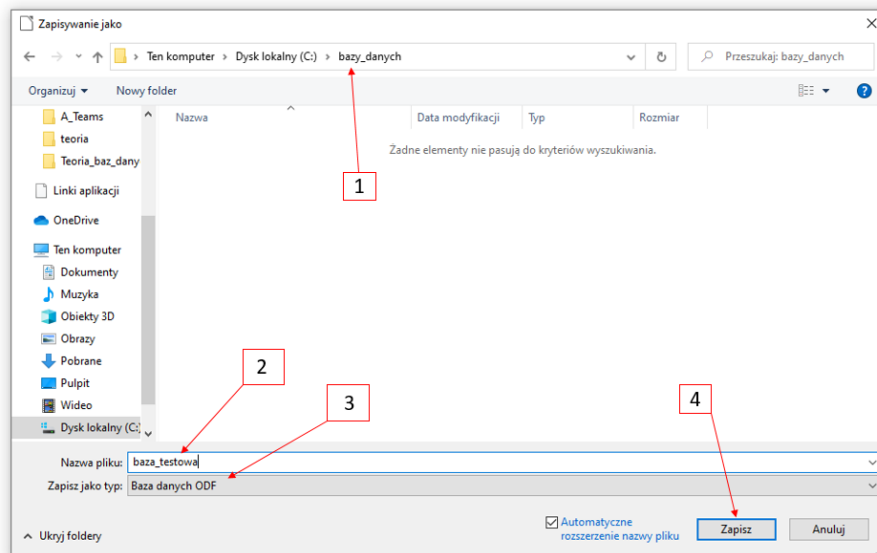 Zapisywanie jako
Ten komputer › Dysk lokalny (C:) › bazy_danych
Przeszukaj: bazy_danych
Organizuj
Nowy folder
Nazwa
Data modyfikacji
Typ
Rozmiar
Żadne elementy nie pasują do kryteriów wyszukiwania.
A_Teams
teoria
Teoria_baz_dany
Linki aplikacji
OneDrive
Ten komputer
Dokumenty
Muzyka
Obiekty 3D
Obrazy
Pobrane
Pulpit
Wideo
Dysk lokalny (C:
1
2
3
4
Nazwa pliku: baza_testowa
Zapisz jako typ: Baza danych ODF
Ukryj foldery
Automatyczne
rozszerzenie nazwy pliku
Zapisz
Anuluj